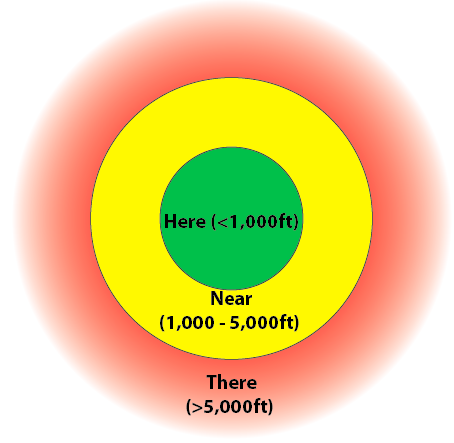 Here (<1,000ft)
Near
(1,000 - 5,000ft)
There
(>5,000ft)